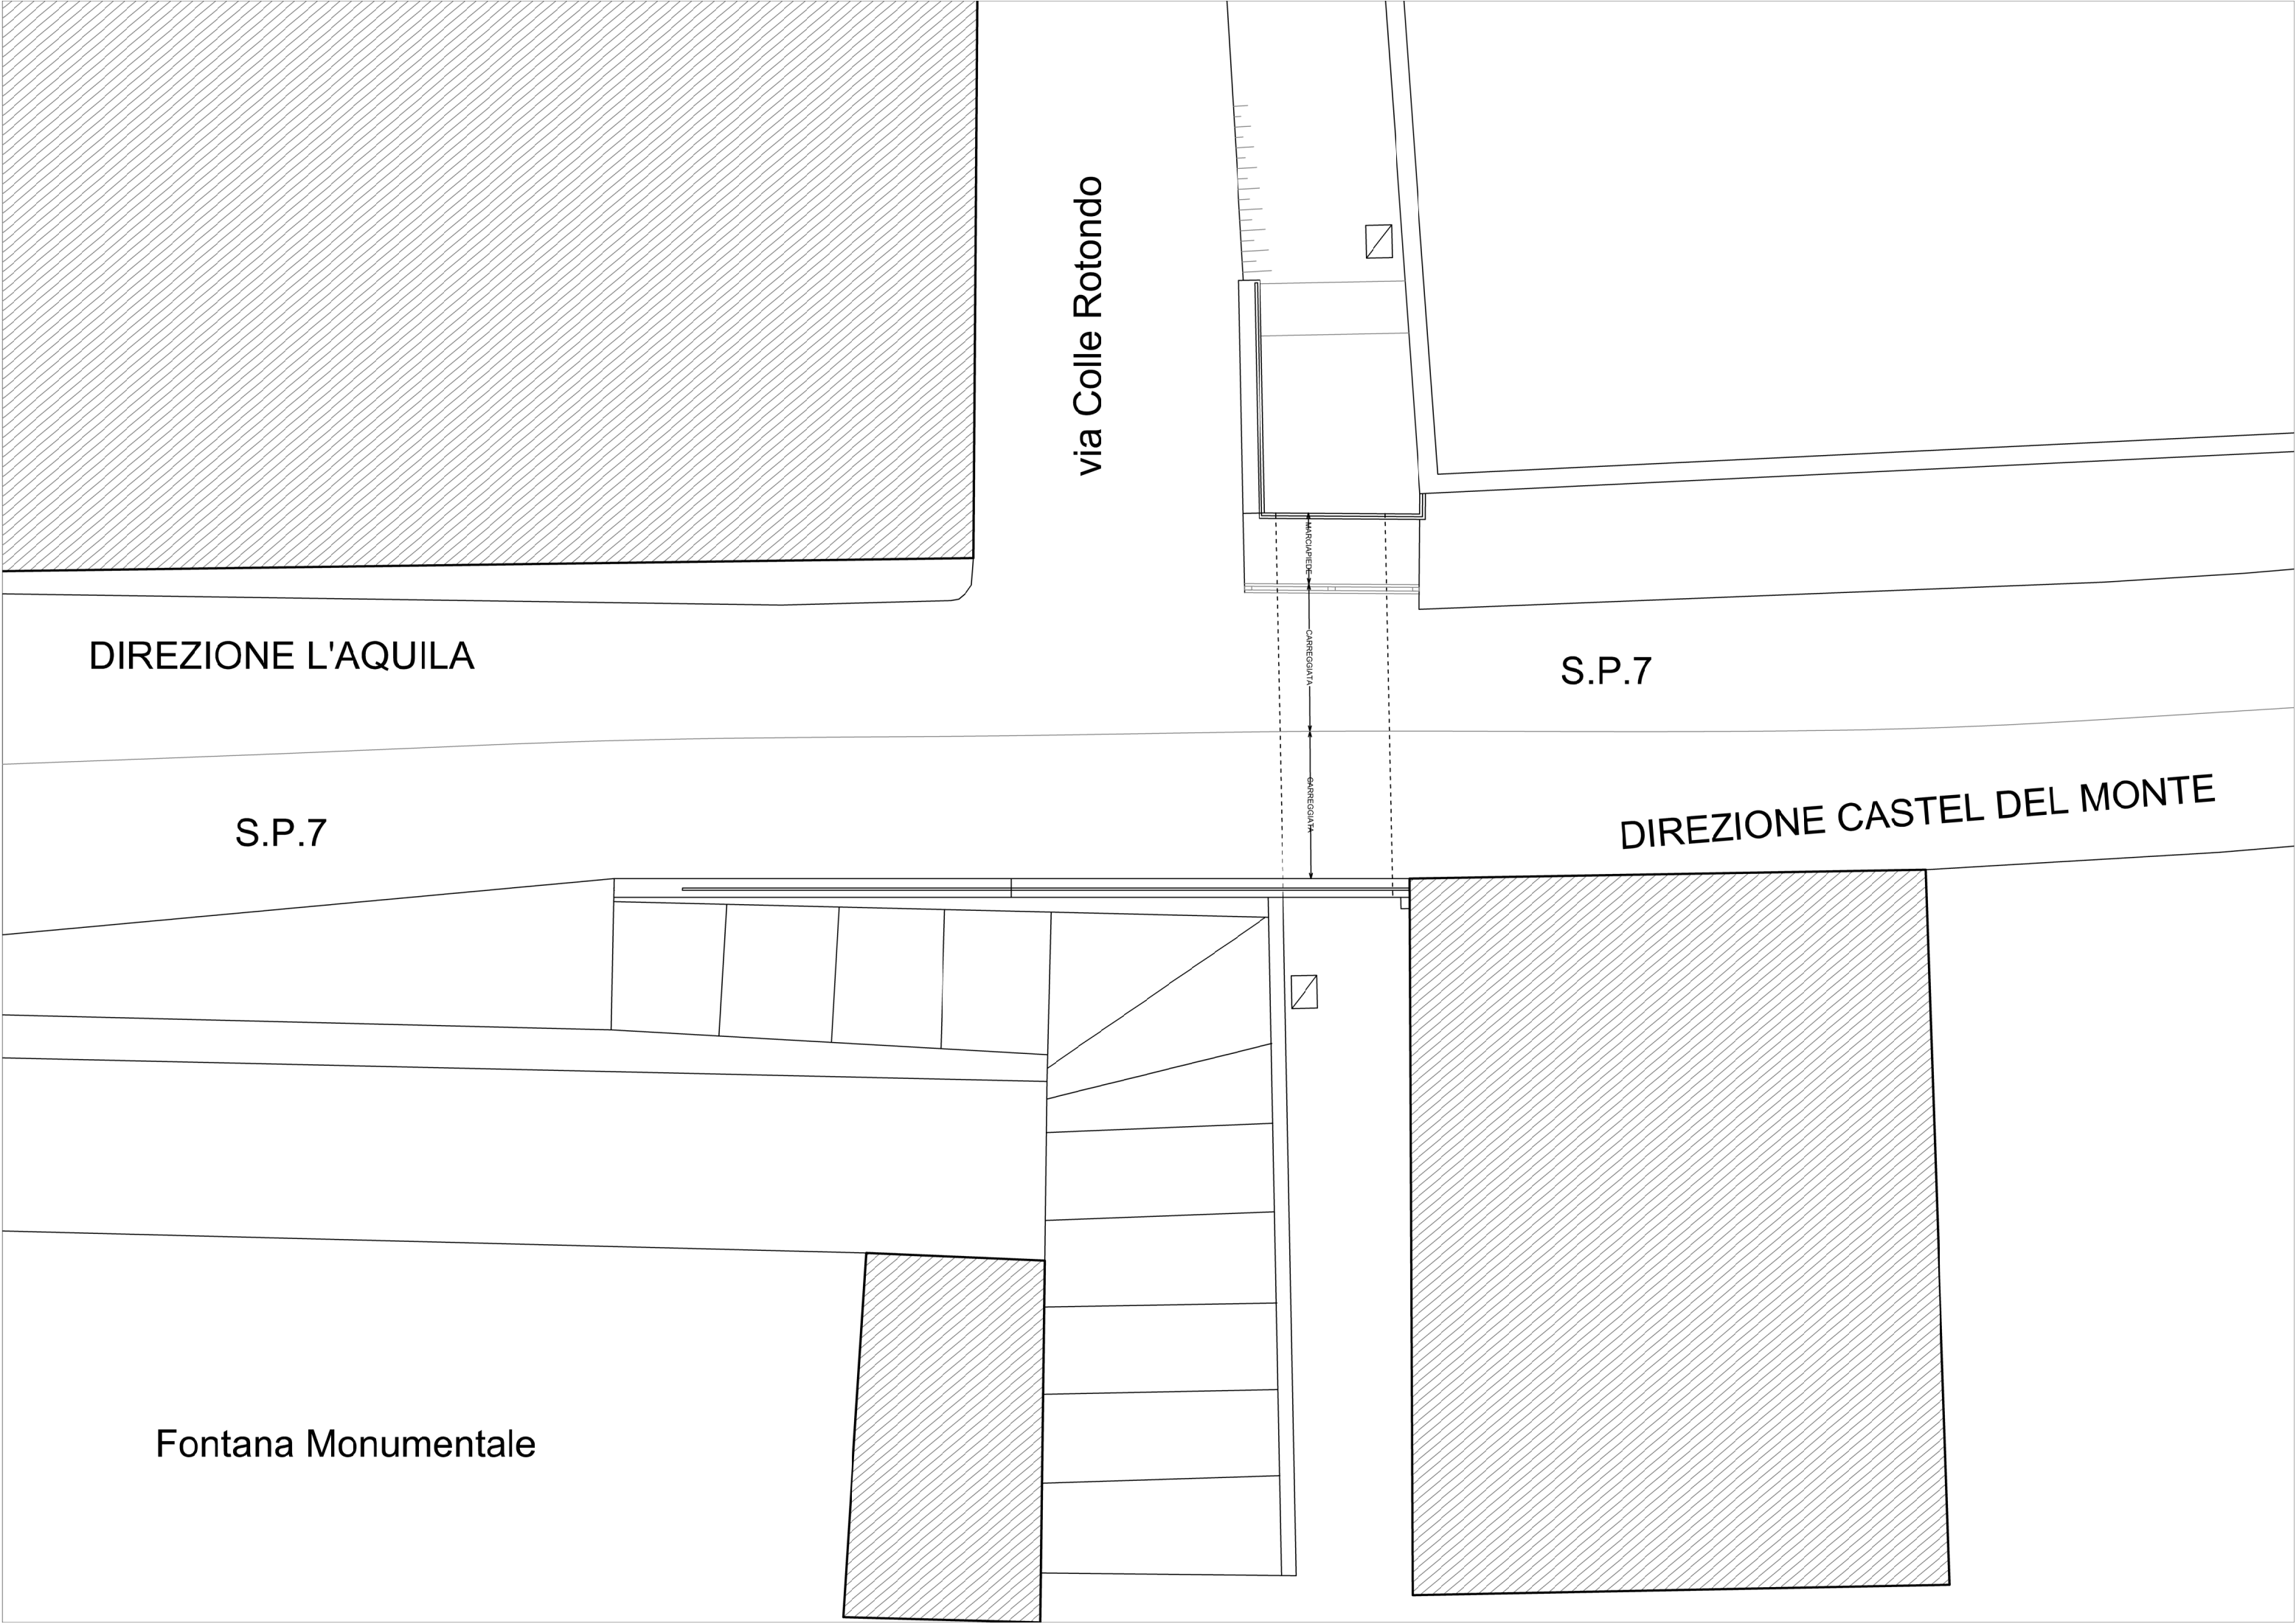 via Colle Rotondo
MARCIAPIEDE
DIREZIONE L'AQUILA
CARREGGIATA
S.P.7
S.P.7
CARREGGIATA
DIREZIONE CASTEL DEL MONTE
Fontana Monumentale